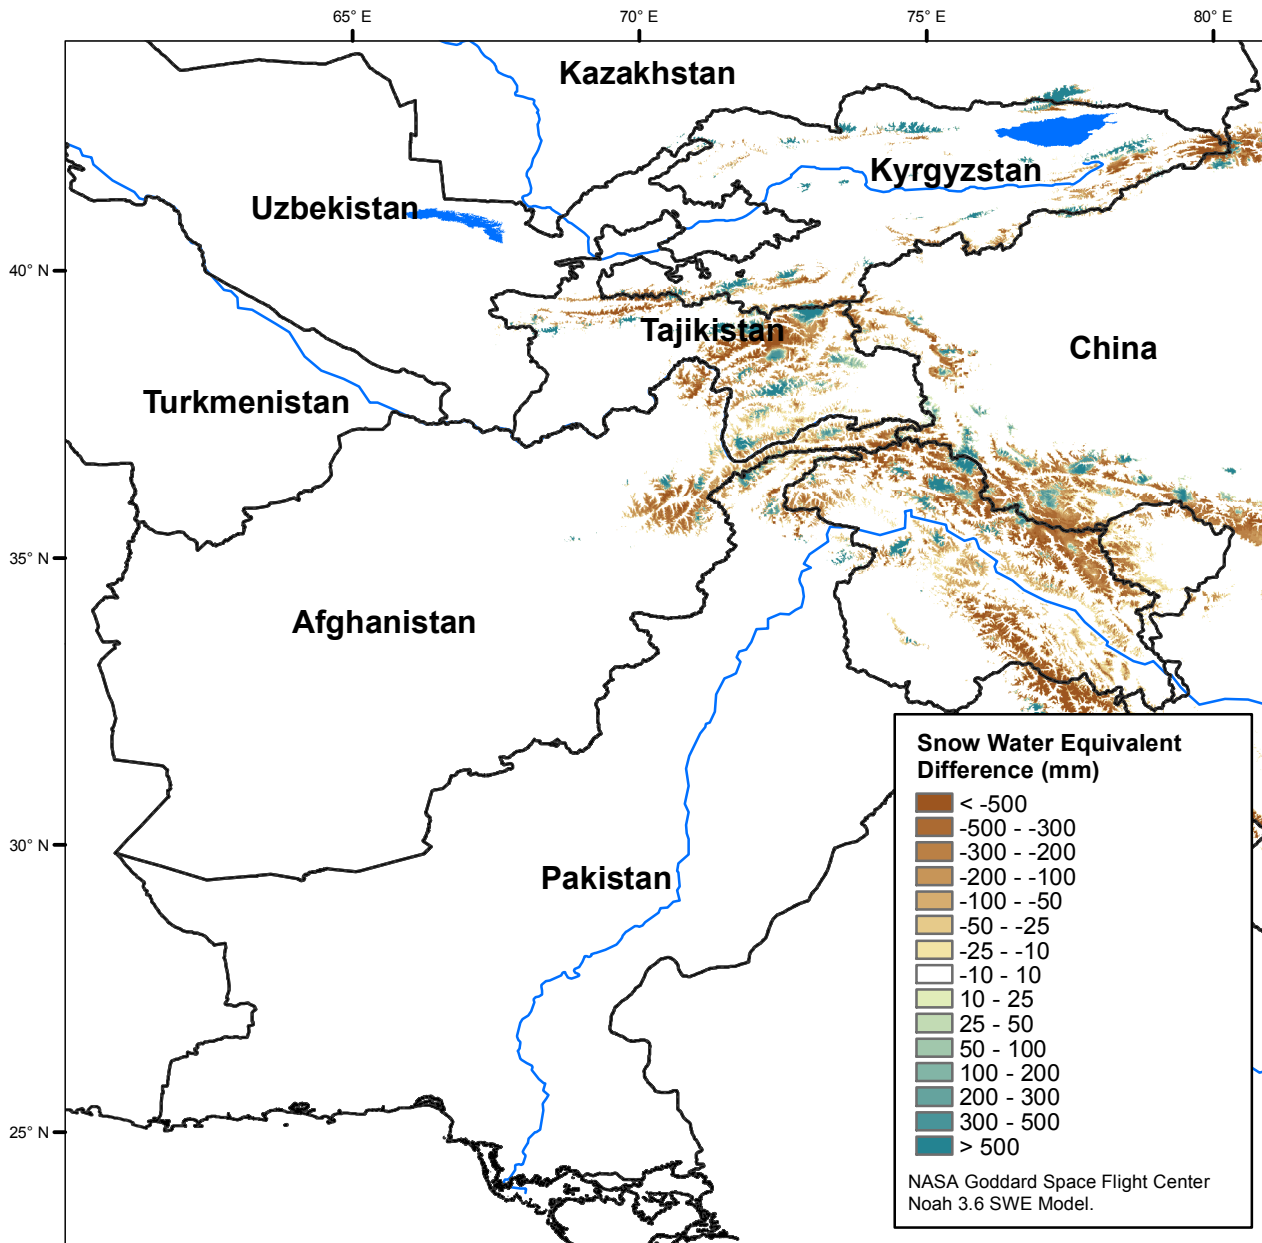 65° E 70° E 75° E 80° E
Kazakhstan
Kyrgyzstan
Uzbekistan
40° N
Tajikistan
China
Turkmenistan
35° N
Afghanistan
30° N
Pakistan
25° N
Snow Water Equivalent
Difference (mm)
< -500
-500 - -300
-300 - -200
-200 - -100
-100 - -50
-50 - -25
-25 - -10
-10 - 10
10 - 25
25 - 50
50 - 100
100 - 200
200 - 300
300 - 500
> 500
NASA Goddard Space Flight Center
Noah 3.6 SWE Model.